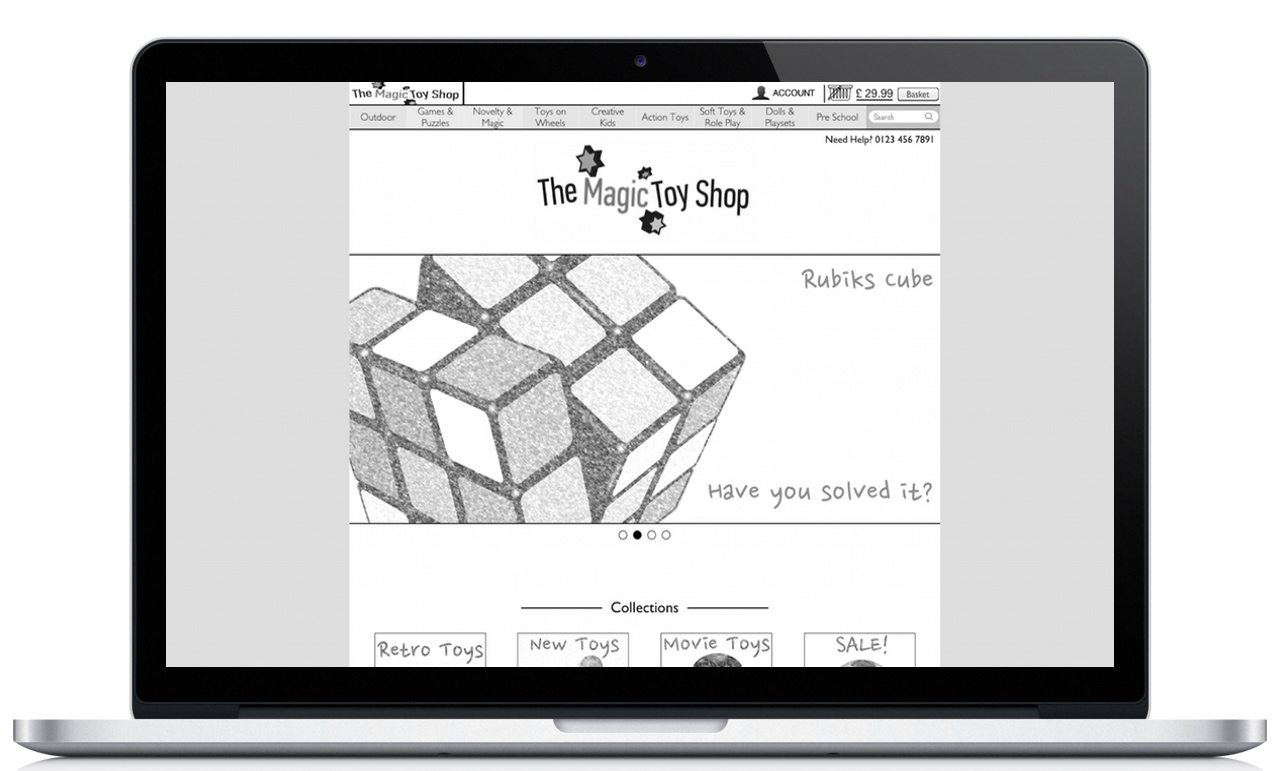 The Magic Toy Shop
ACCOUNT
£ 29.99
Basket
Outdoor
Games &
Puzzles
Novelty &
Magic
Toys on
Wheels
Creative
Kids
Action Toys
Soft Toys &
Role Play
Dolls &
Playsets
Pre School
Search
Need Help? 0123 456 7891
The Magic Toy Shop
Rubiks cube
Have you solved it?
Collections
Retro Toys
New Toys
Movie Toys
SALE!